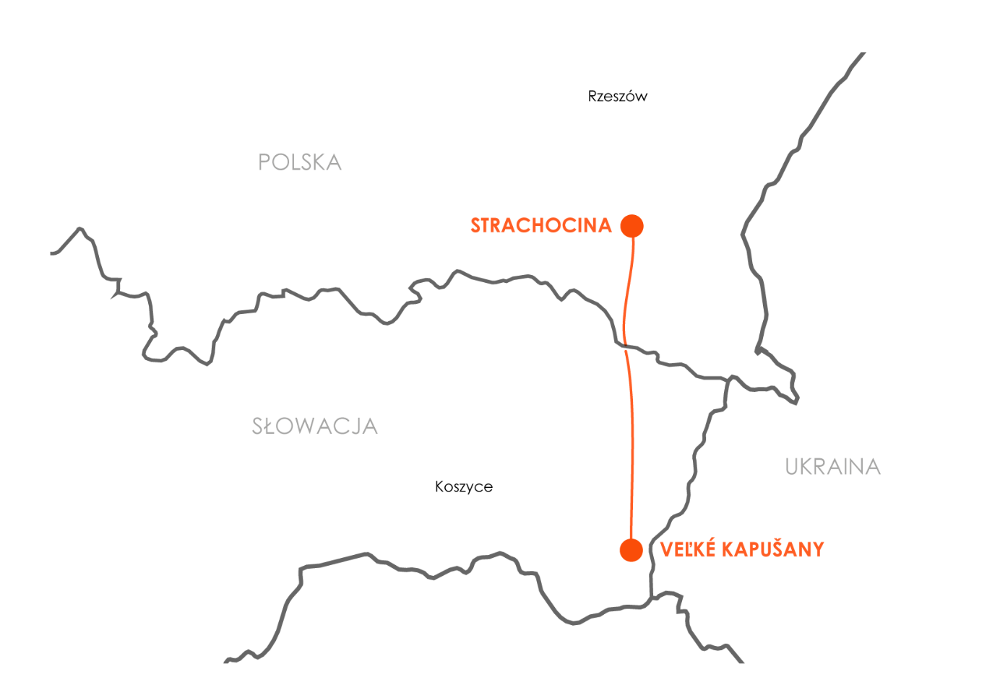 Rzeszów
POLSKA
STRACHOCINA
SŁOWACJA
UKRAINA
Koszyce
VEĽKÉ KAPUŠANY